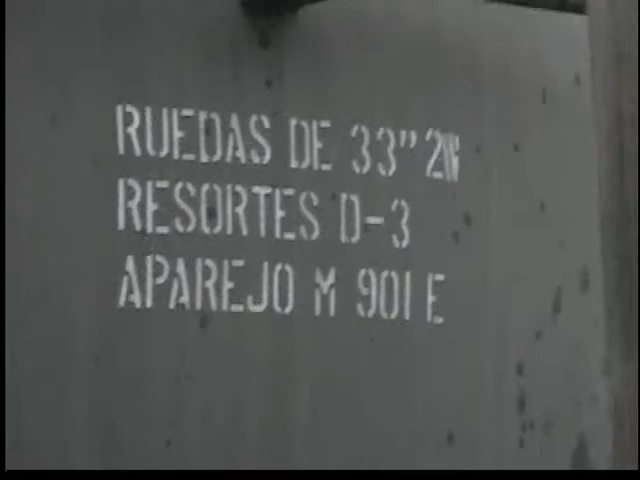 RUEDAS DE 33" 2W
RESORTES D-3
APAREJO M 901 E